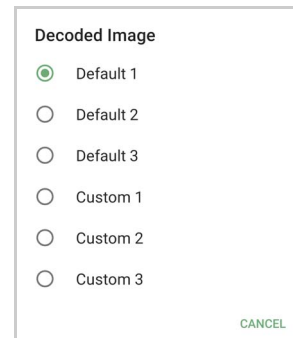 Decoded Image
Default 1
Default 2
Default 3
Custom 1
Custom 2
Custom 3
CANCEL